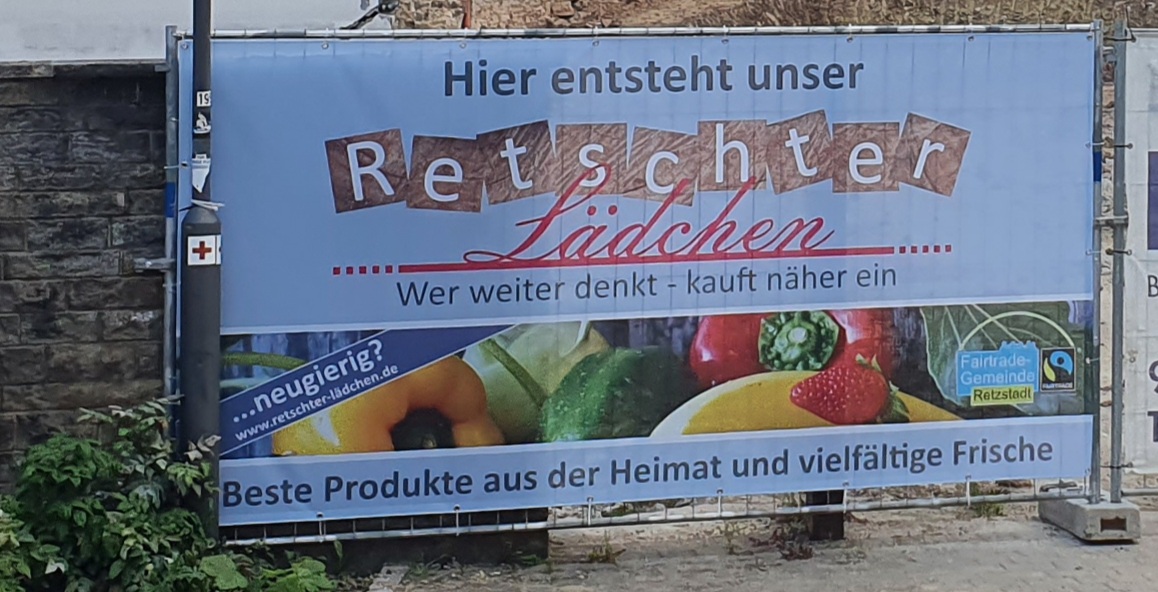 Hier entsteht unser
Retschter
Lädchen
Wer weiter denkt - kauft näher ein
...neugierig?
www.retschter-lädchen.de
Fairtrade-
Gemeinde
Retzstadt
FAIRTRADE
Beste Produkte aus der Heimat und vielfältige Frische